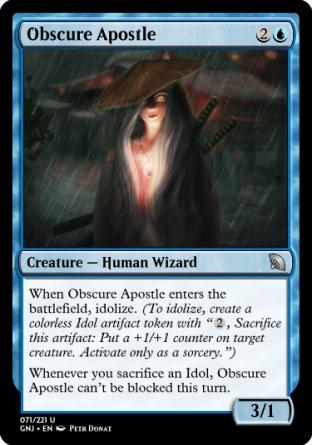 Obscure Apostle 2
Creature — Human Wizard
When Obscure Apostle enters the
battlefield, idolize. (To idolize, create a
colorless Idol artifact token with “2, Sacrifice
this artifact: Put a +1/+1 counter on target
creature. Activate only as a sorcery.”)
Whenever you sacrifice an Idol, Obscure
Apostle can't be blocked this turn.
3/1
071/221 U
GNJ • EN Petr Donat